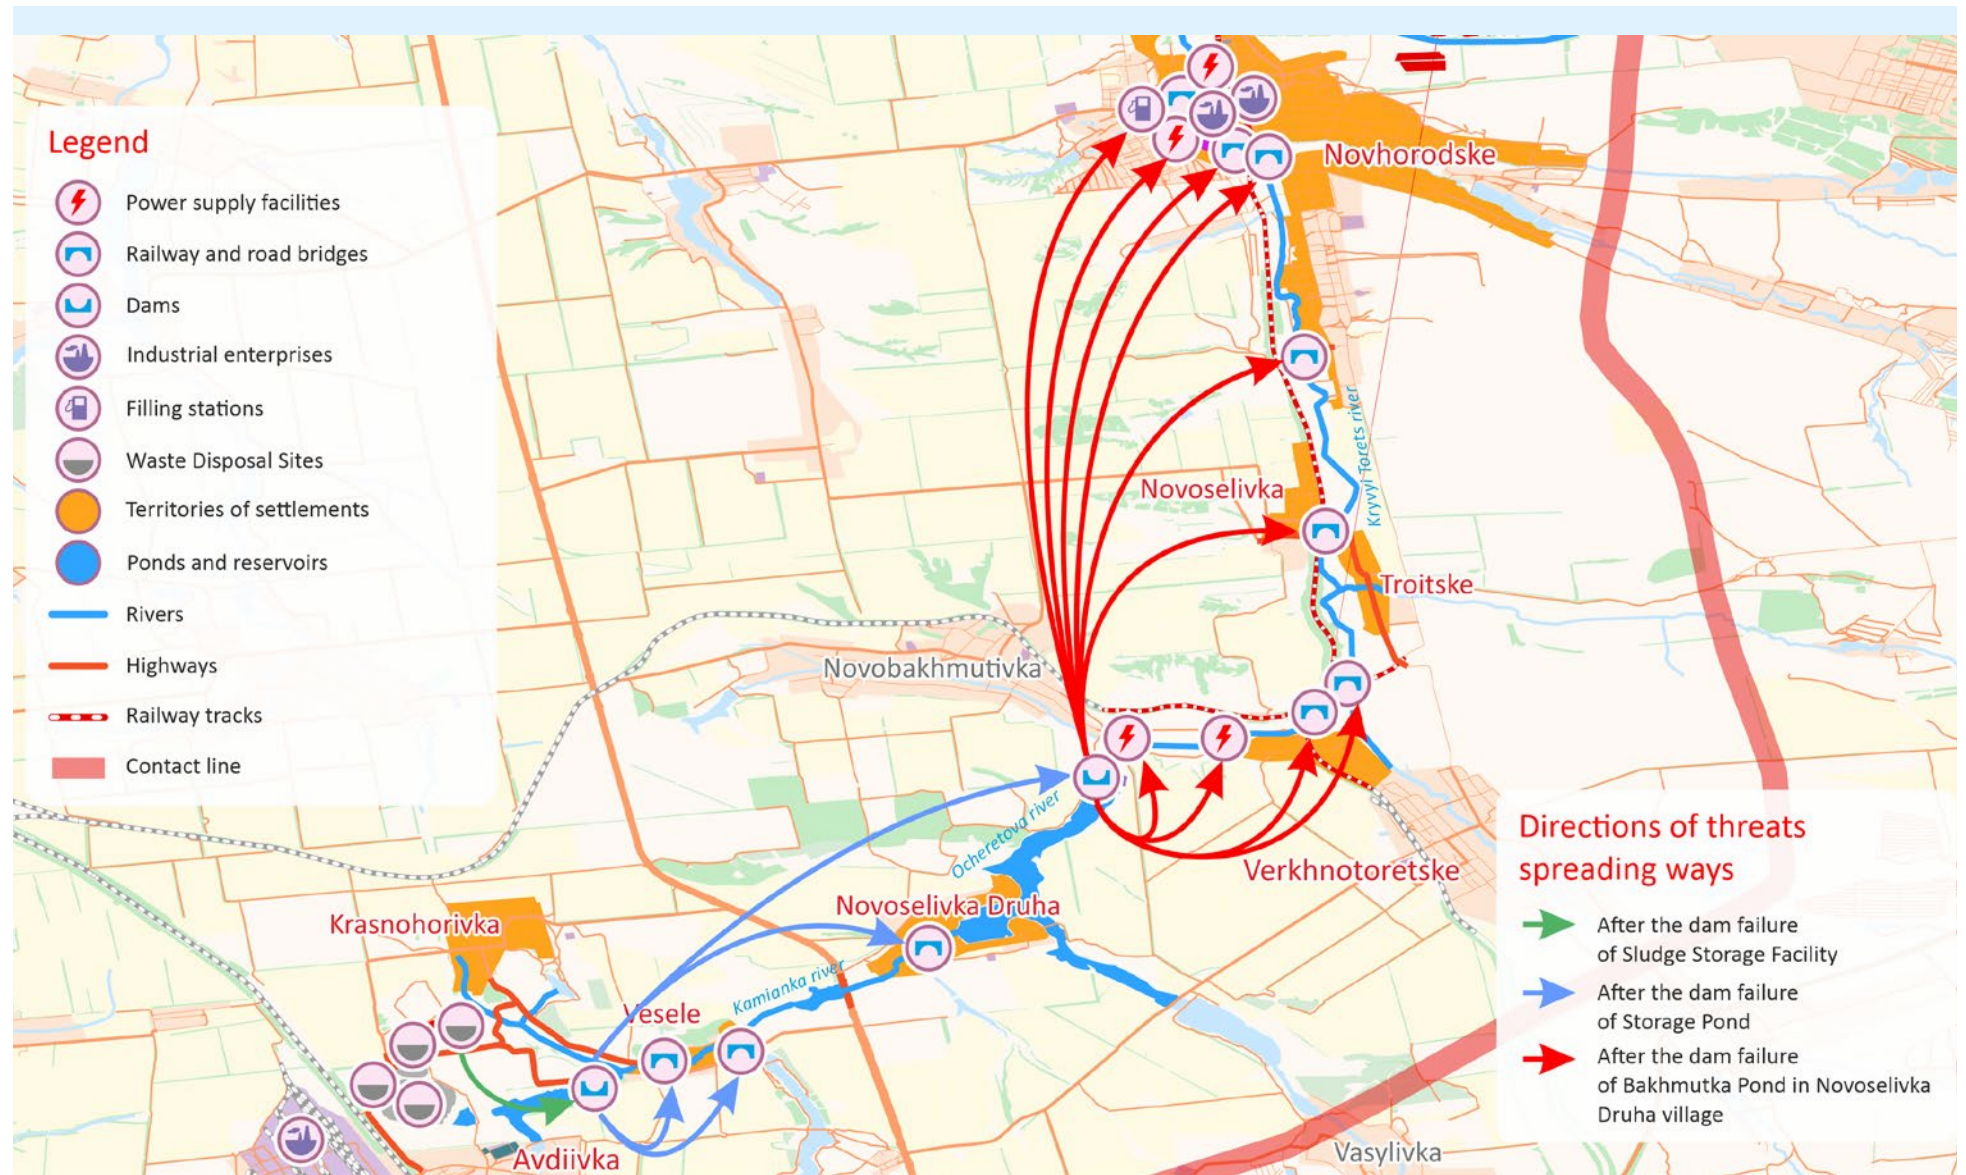 Legend
Power supply facilities
Railway and road bridges
Dams
Industrial enterprises
Filling stations
Waste Disposal Sites
Territories of settlements
Ponds and reservoirs
Rivers
Highways
Railway tracks
Contact line
Novhorodske
Kryvyi Torets river
Novoselivka
Troitske
Novobakhmutivka
Ocheretova river
Verkhnotoretske
Novoselivka Druha
Krasnohorivka
Kamianka river
Vesele
Avdiivka
Vasylivka
Directions of threats
spreading ways
After the dam failure
of Sludge Storage Facility
After the dam failure
of Storage Pond
After the dam failure
of Bakhmutka Pond in Novoselivka
Druha village